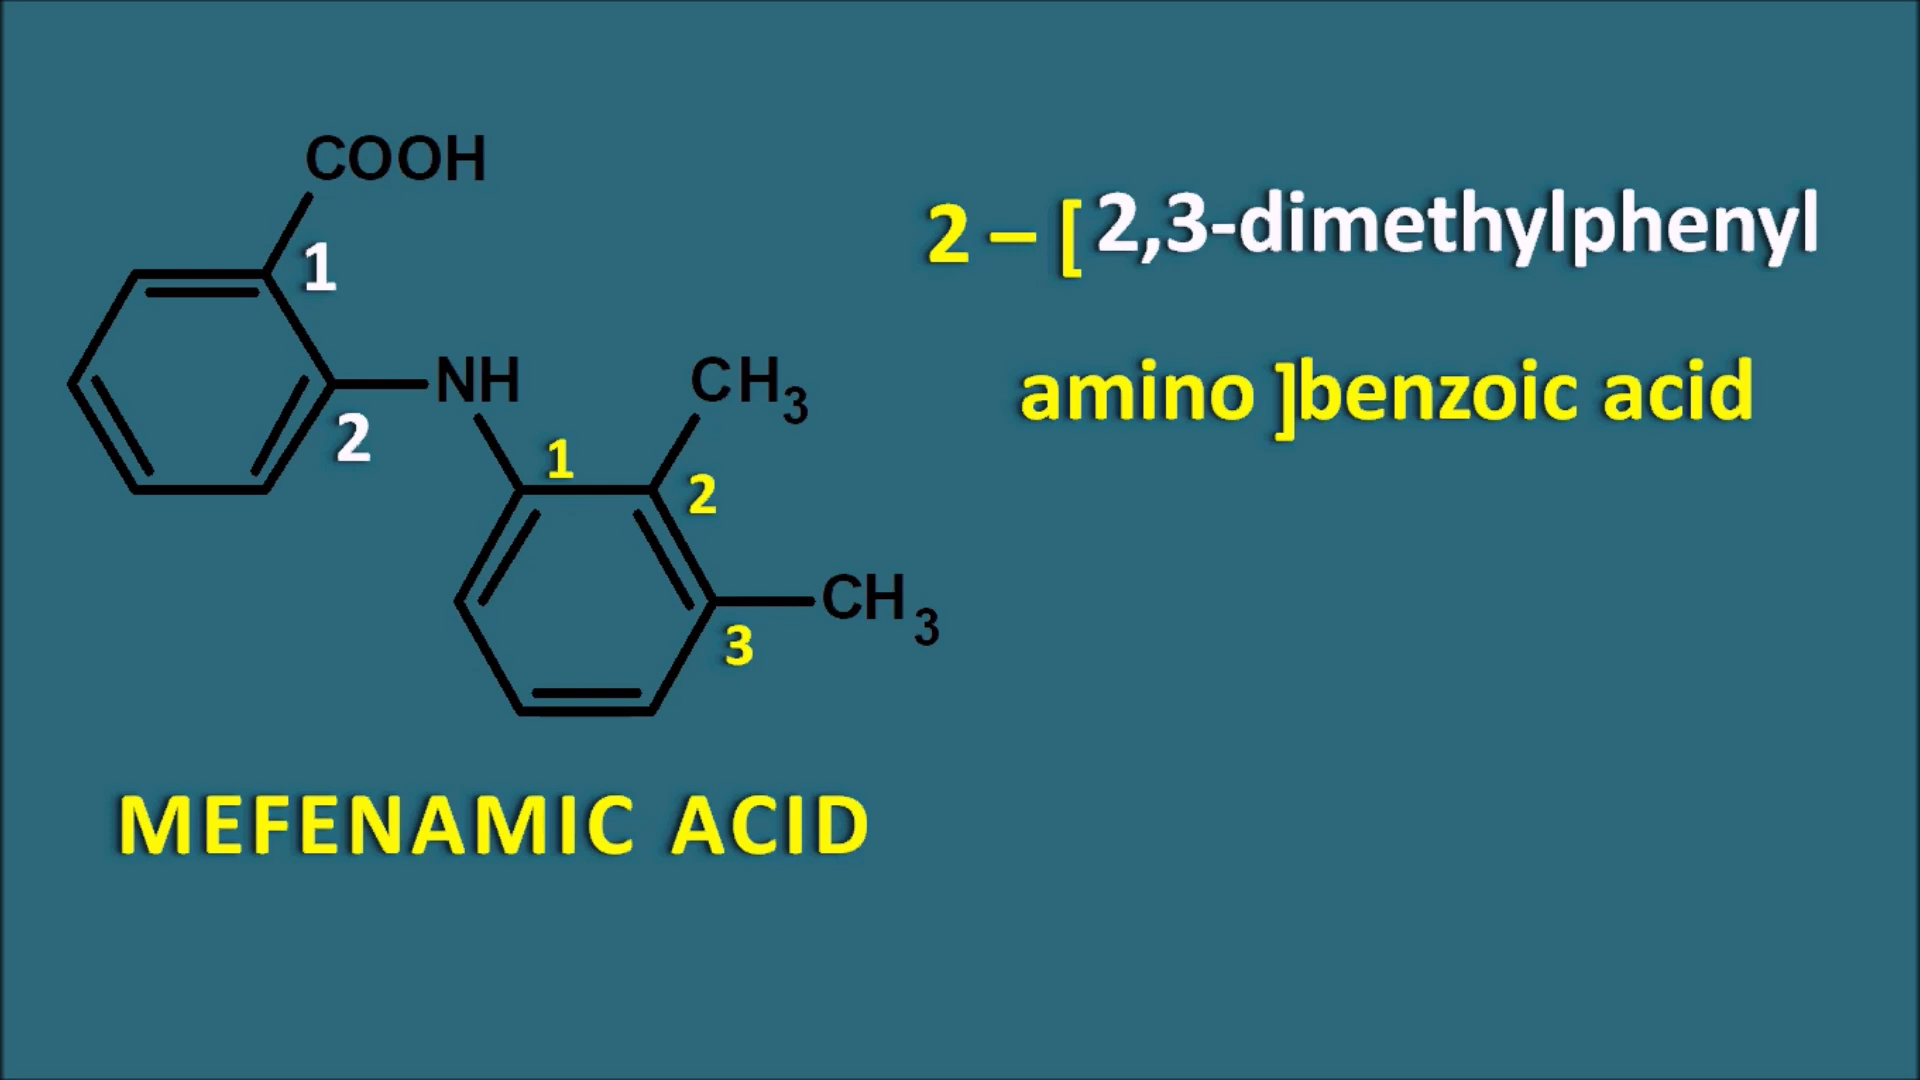 COOH
1
2 – [ 2,3-dimethylphenyl
NH
CH3
amino ]benzoic acid
2
1
2
CH3
3
MEFENAMIC ACID